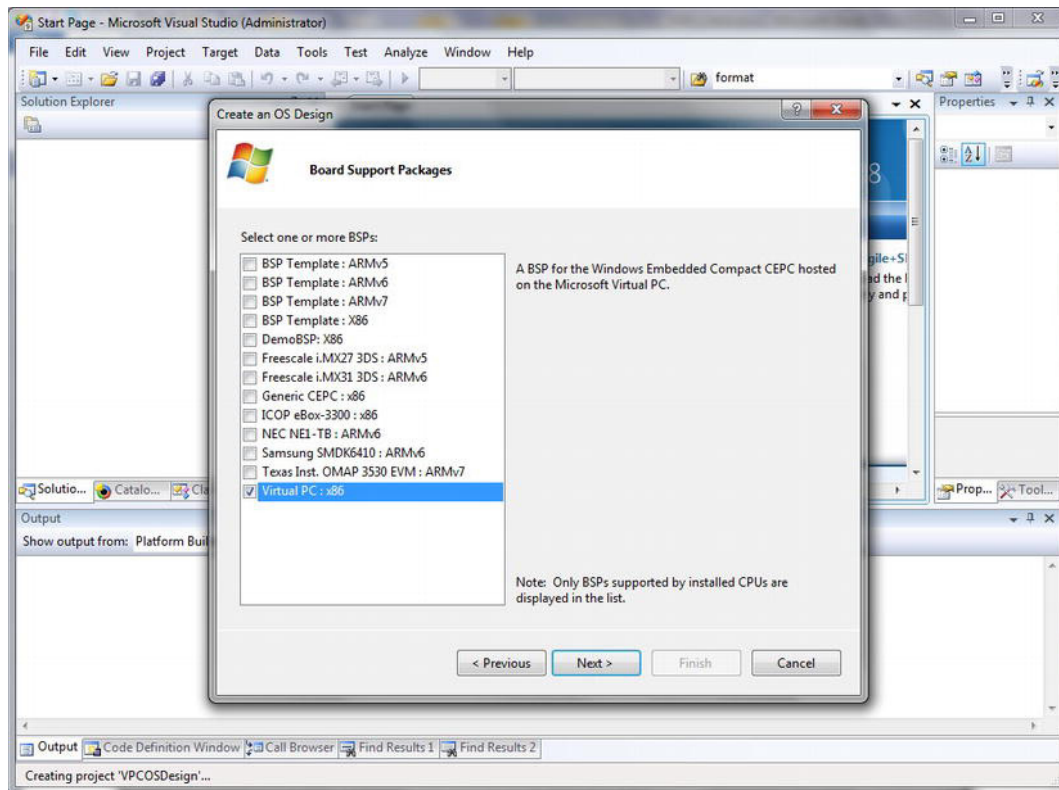 Start Page - Microsoft Visual Studio (Administrator)
File Edit View Project Target Data Tools Test Analyze Window Help
format
Solution Explorer
Properties
Create an OS Design
Board Support Packages
8
Select one or more BSPs:
BSP Template : ARMv5
BSP Template : ARMv6
BSP Template : ARMv7
BSP Template : X86
DemoBSP: X86
Freescale i.MX27 3DS : ARMv5
Freescale i.MX31 3DS : ARMv6
Generic CEPC : x86
ICOP eBox-3300 : x86
NEC NE1-TB : ARMv6
Samsung SMDK6410 : ARMv6
Texas Inst. OMAP 3530 EVM : ARMv7
Virtual PC : x86
A BSP for the Windows Embedded Compact CEPC hosted
on the Microsoft Virtual PC.
gile+S
ad the
y and p
Note: Only BSPs supported by installed CPUs are
displayed in the list.
< Previous Next > Finish Cancel
Solutio... Catalo... Cla
Prop... Tool...
Output
Show output from: Platform Buil
Output Code Definition Window Call Browser Find Results 1 Find Results 2
Creating project 'VPCOSDesign'...